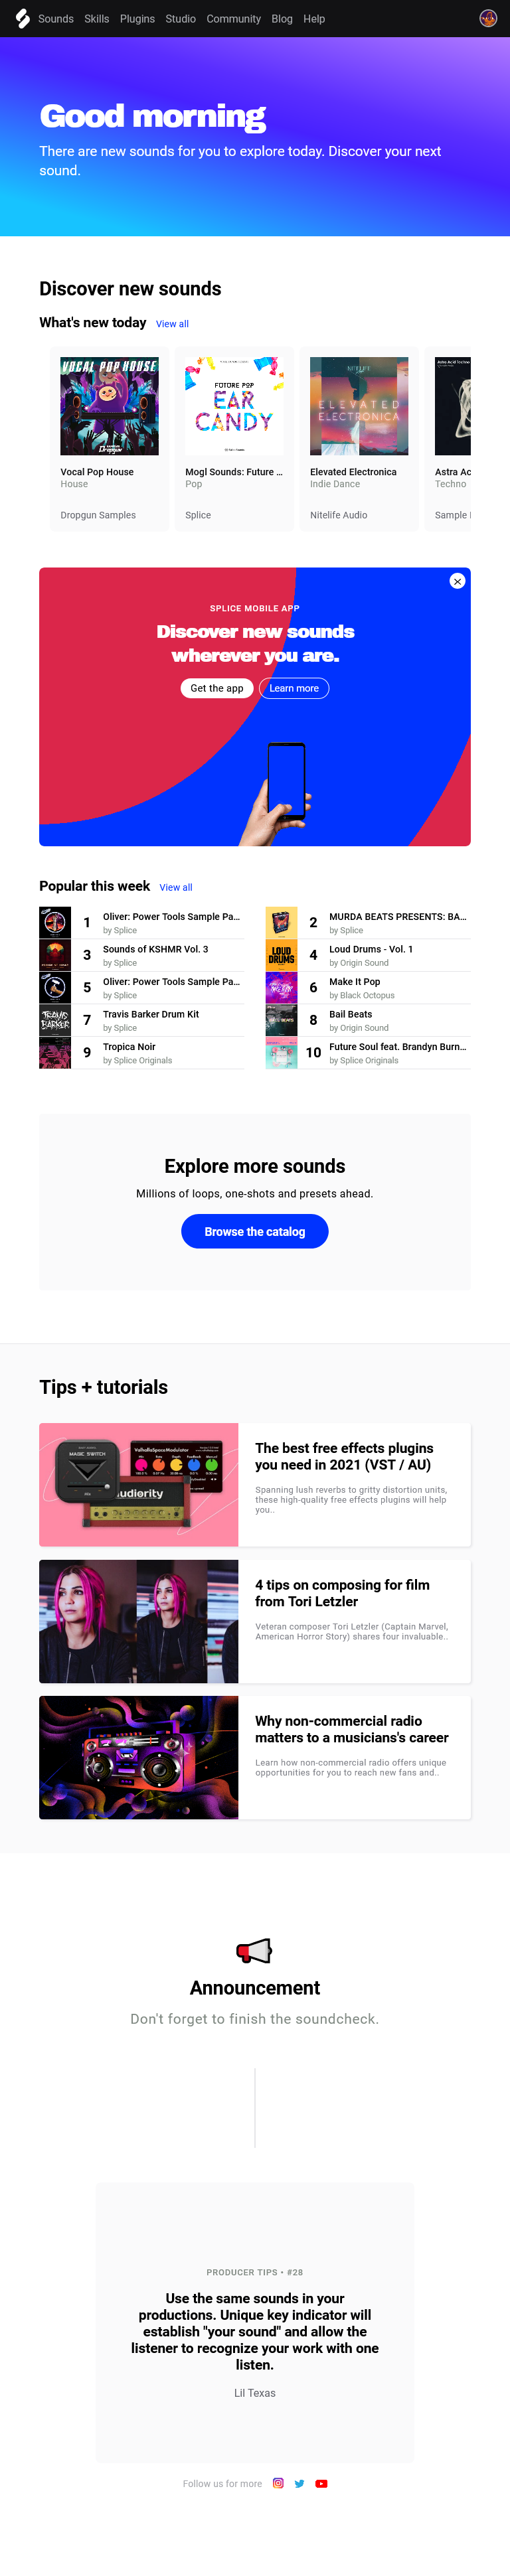 Sounds Skills Plugins Studio Community Blog Help
Good morning
There are new sounds for you to explore today. Discover your next
sound.
Discover new sounds
What's new today View all
VOCAL POP HOUSE
Dropgun
FUTURE POP
EAR
CANDY
NITELIFE
ELEVATED
ELECTRONICA
Vocal Pop House
House
Dropgun Samples
Mogl Sounds: Future ...
Pop
Splice
Elevated Electronica
Indie Dance
Nitelife Audio
Astra Ac
Techno
Sample
SPLICE MOBILE APP
Discover new sounds
wherever you are.
Get the app Learn more
Popular this week View all
1 Oliver: Power Tools Sample Pa...
by Splice
2 MURDA BEATS PRESENTS: BA...
by Splice
3 Sounds of KSHMR Vol. 3
by Splice
LOUD
DRUMS
4 Loud Drums - Vol. 1
by Origin Sound
5 Oliver: Power Tools Sample Pa...
by Splice
6 Make It Pop
by Black Octopus
TRAVIS
BARKER
7 Travis Barker Drum Kit
by Splice
8 Bail Beats
by Origin Sound
9 Tropica Noir
by Splice Originals
10 Future Soul feat. Brandyn Burn...
by Splice Originals
Explore more sounds
Millions of loops, one-shots and presets ahead.
Browse the catalog
Tips + tutorials
MAGIC SWITCH
ValhallaSpaceModulator
audiority
The best free effects plugins
you need in 2021 (VST / AU)
Spanning lush reverbs to gritty distortion units,
these high-quality free effects plugins will help
you..
4 tips on composing for film
from Tori Letzler
Veteran composer Tori Letzler (Captain Marvel,
American Horror Story) shares four invaluable..
Why non-commercial radio
matters to a musicians's career
Learn how non-commercial radio offers unique
opportunities for you to reach new fans and..
Announcement
Don't forget to finish the soundcheck.
PRODUCER TIPS • #28
Use the same sounds in your
productions. Unique key indicator will
establish "your sound" and allow the
listener to recognize your work with one
listen.
Lil Texas
Follow us for more